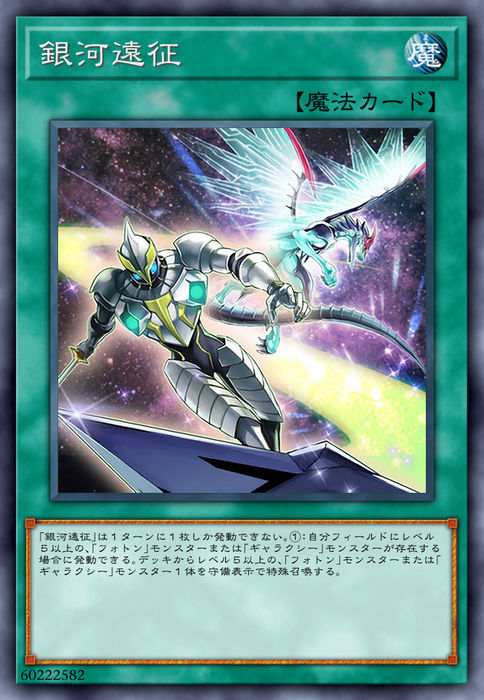 銀河遠征
魔
【魔法カード】
「銀河遠征」は1ターンに1枚しか発動できない。①:自分フィールドにレベル
5以上の、「フォトン」モンスターまたは「ギャラクシー」モンスターが存在する
場合に発動できる。デッキからレベル5以上の、「フォトン」モンスターまたは「
ギャラクシー」モンスター1体を守備表示で特殊召喚する。
60222582